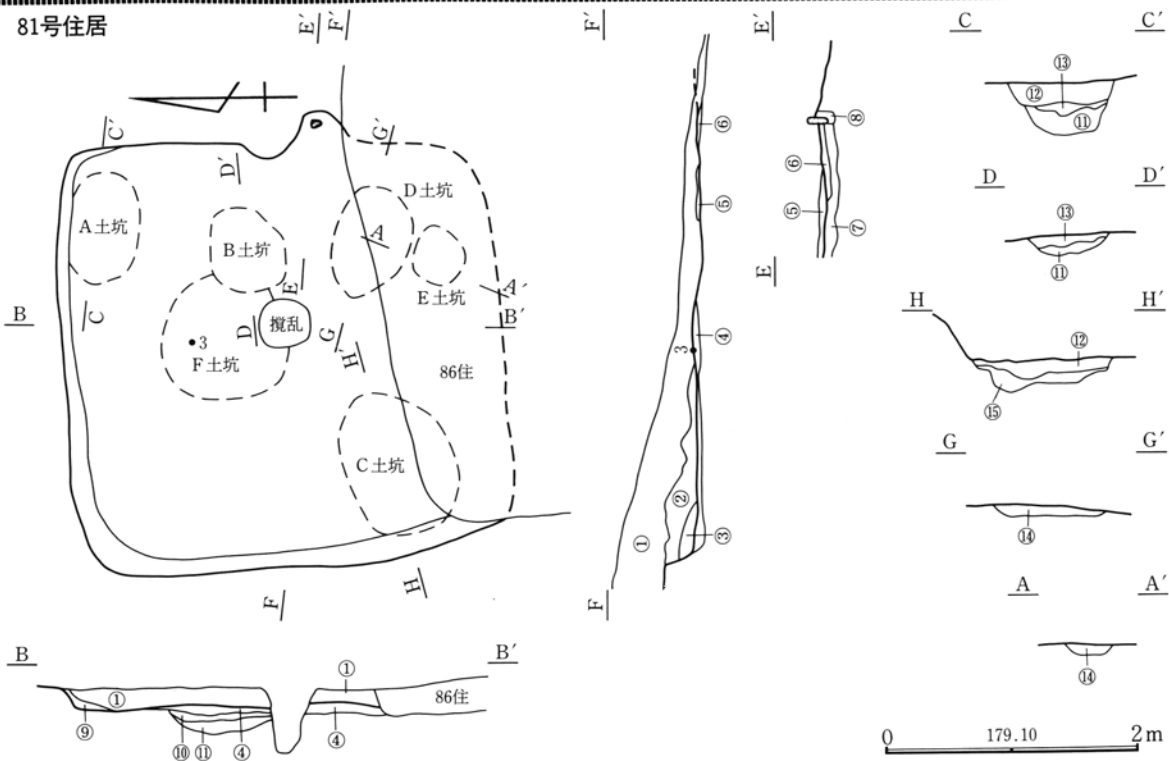 81号住居
E′ F′
C′
D′
G′
A土坑
B土坑
D土坑
A
E土坑
E
A′
B
B′
C
D
撹乱
G
H′
3
F土坑
86住
C土坑
H
F
F′
⑥
⑤
④
3
②
③
①
F
E′
⑧
⑥
⑤
⑦
E
C C′
⑬
⑫
⑪
D D′
⑬
⑪
H H′
⑫
⑮
G G′
⑭
A A′
⑭
B B′
①
① 86住
⑨
⑩ ⑪ ④ ④
0 179.10 2m